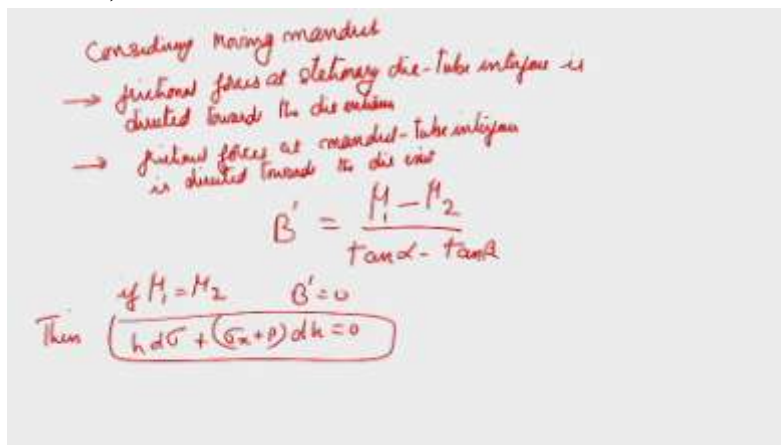 Considering moving mandrel
→ frictional forces at stationary die-tube interface is
directed towards the die entrance
→ frictional forces at mandrel-tube interface
is directed towards the die exit
B' = (μ₁ - μ₂) / (tanα - tanβ)
if μ₁ = μ₂ B' = 0
Then h dσ + (σx + p) dh = 0